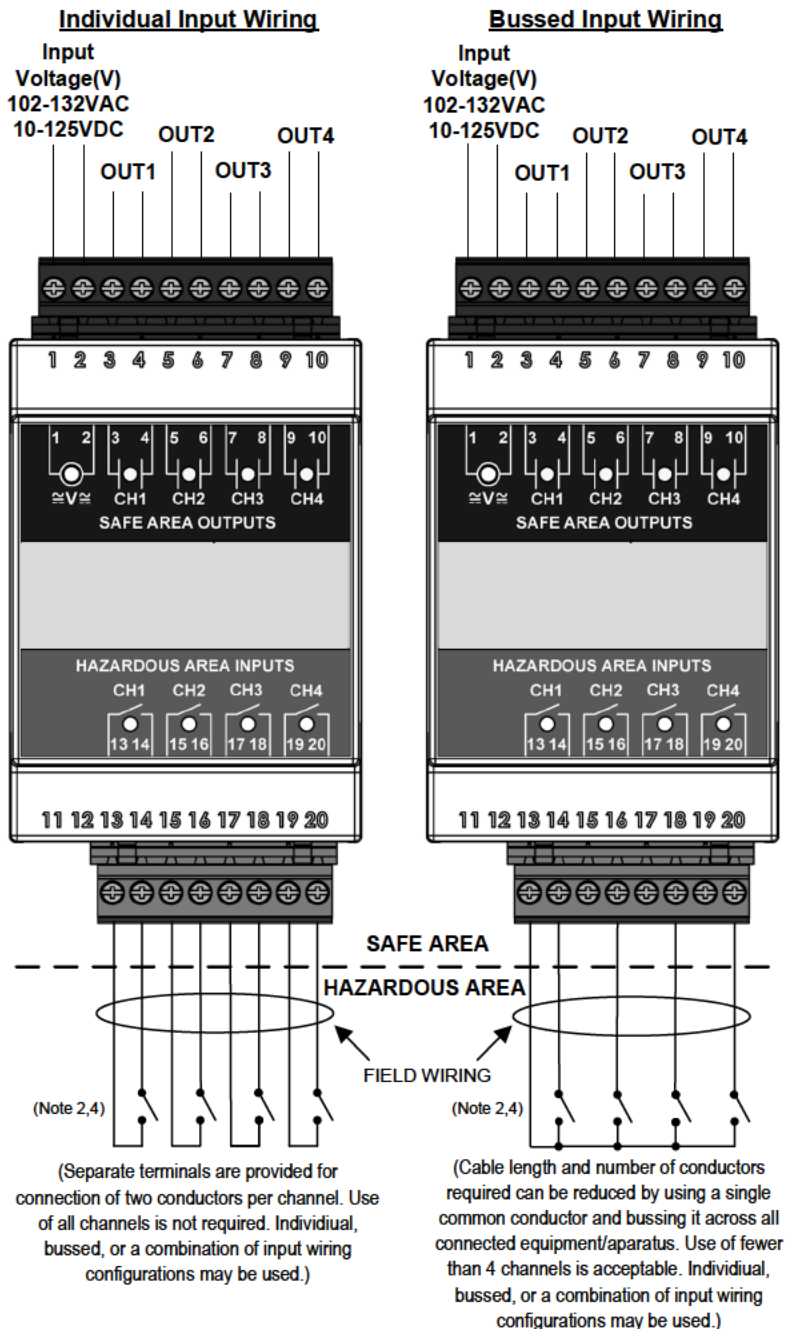 Individual Input Wiring
Input
Voltage(V)
102-132VAC
10-125VDC
OUT1
OUT2
OUT3
OUT4
1 2 3 4 5 6 7 8 9 10
1 2 3 4 5 6 7 8 9 10
≅V≅ CH1 CH2 CH3 CH4
SAFE AREA OUTPUTS
HAZARDOUS AREA INPUTS
CH1 CH2 CH3 CH4
13 14 15 16 17 18 19 20
11 12 13 14 15 16 17 18 19 20
(Note 2,4)
(Separate terminals are provided for
connection of two conductors per channel. Use
of all channels is not required. Individiual,
bussed, or a combination of input wiring
configurations may be used.)
Bussed Input Wiring
Input
Voltage(V)
102-132VAC
10-125VDC
OUT1
OUT2
OUT3
OUT4
1 2 3 4 5 6 7 8 9 10
1 2 3 4 5 6 7 8 9 10
≅V≅ CH1 CH2 CH3 CH4
SAFE AREA OUTPUTS
HAZARDOUS AREA INPUTS
CH1 CH2 CH3 CH4
13 14 15 16 17 18 19 20
11 12 13 14 15 16 17 18 19 20
SAFE AREA
HAZARDOUS AREA
FIELD WIRING
(Note 2,4)
(Cable length and number of conductors
required can be reduced by using a single
common conductor and bussing it across all
connected equipment/aparatus. Use of fewer
than 4 channels is acceptable. Individiual,
bussed, or a combination of input wiring
configurations may be used.)